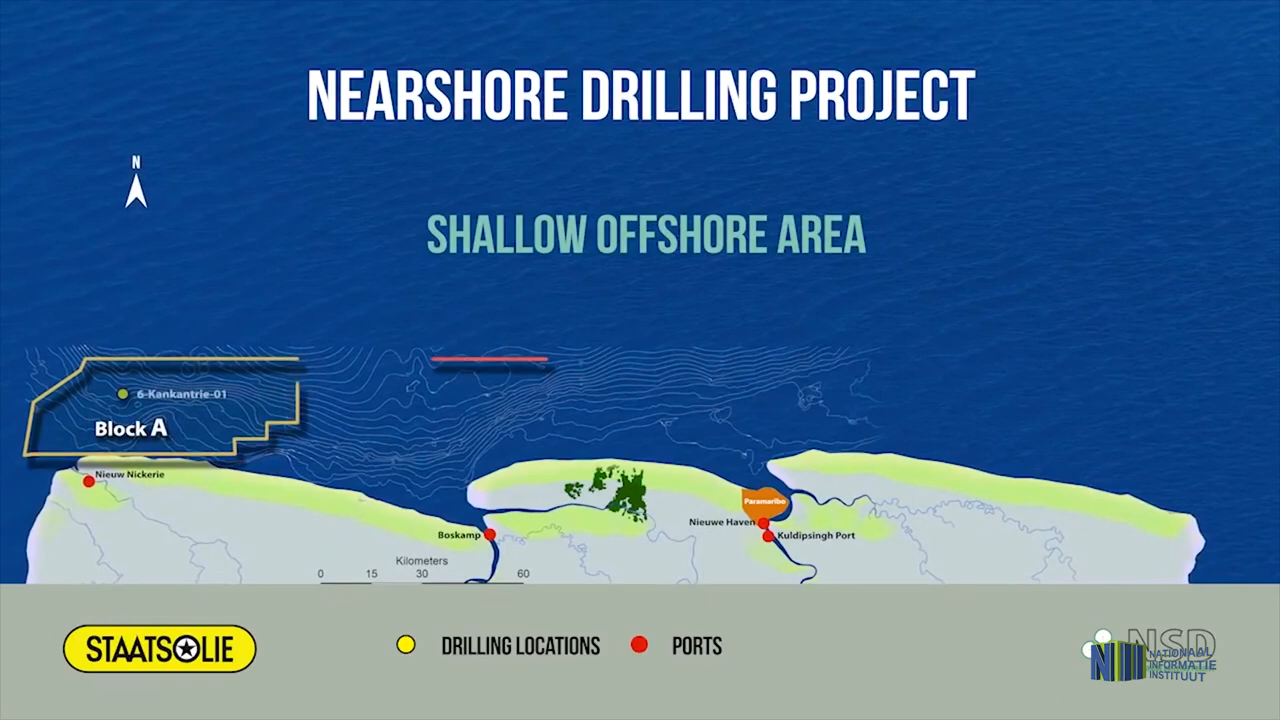 NEARSHORE DRILLING PROJECT
N
SHALLOW OFFSHORE AREA
6-Kankantrie-01
Block A
Nieuw Nickerie
Paramaribo
Nieuwe Haven
Boskamp
Kuldipsingh Port
Kilometers
0 15 30 60
STAATSOLIE
DRILLING LOCATIONS
PORTS
NSD
NATIONAAL
INFORMATIE
INSTITUUT
NII